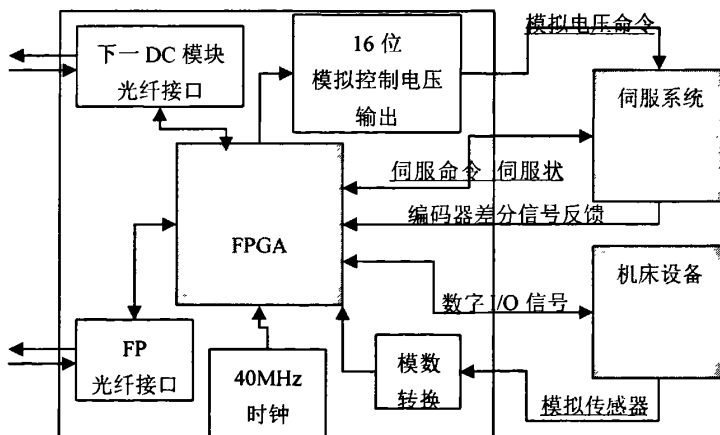 下一 DC 模块
光纤接口
16 位
模拟控制电压
输出
模拟电压命令
伺服系统
伺服命令 伺服状
编码器差分信号反馈
FPGA
机床设备
数字 I/O 信号
FP
光纤接口
40MHz
时钟
模数
转换
模拟传感器